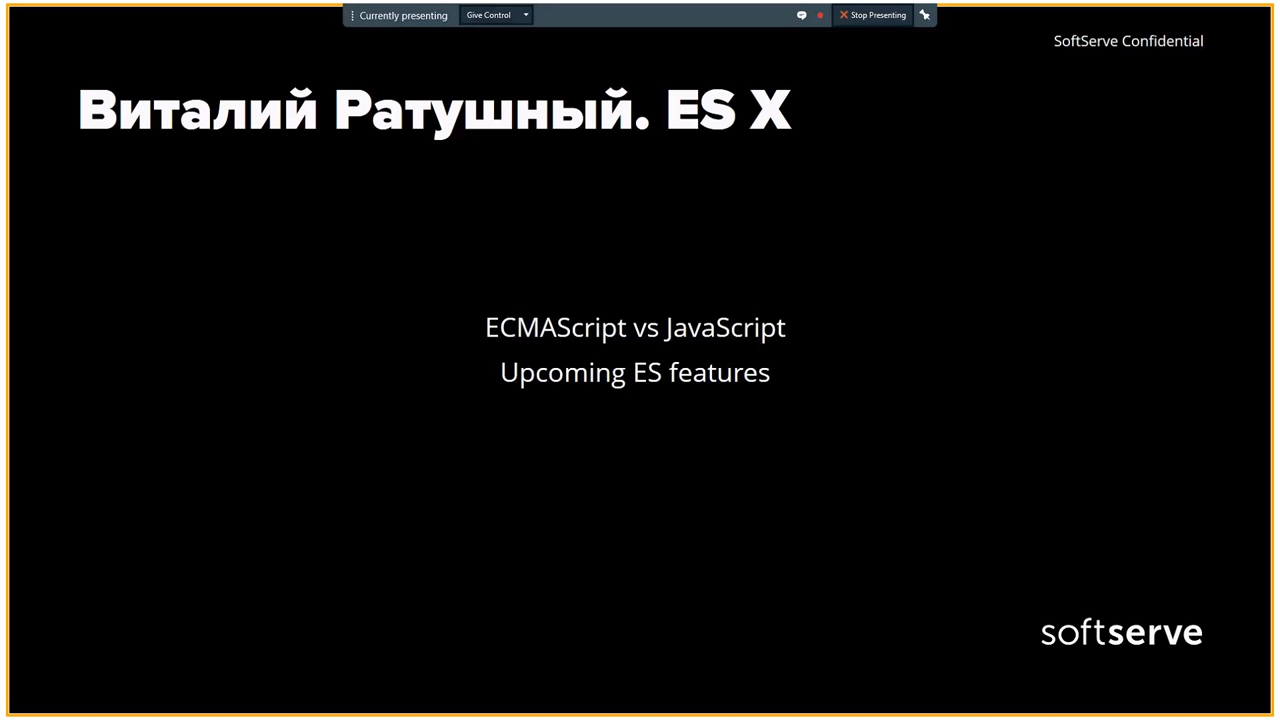 Currently presenting
Give Control
Stop Presenting
SoftServe Confidential
Виталий Ратушный. ES X
ECMAScript vs JavaScript
Upcoming ES features
softserve